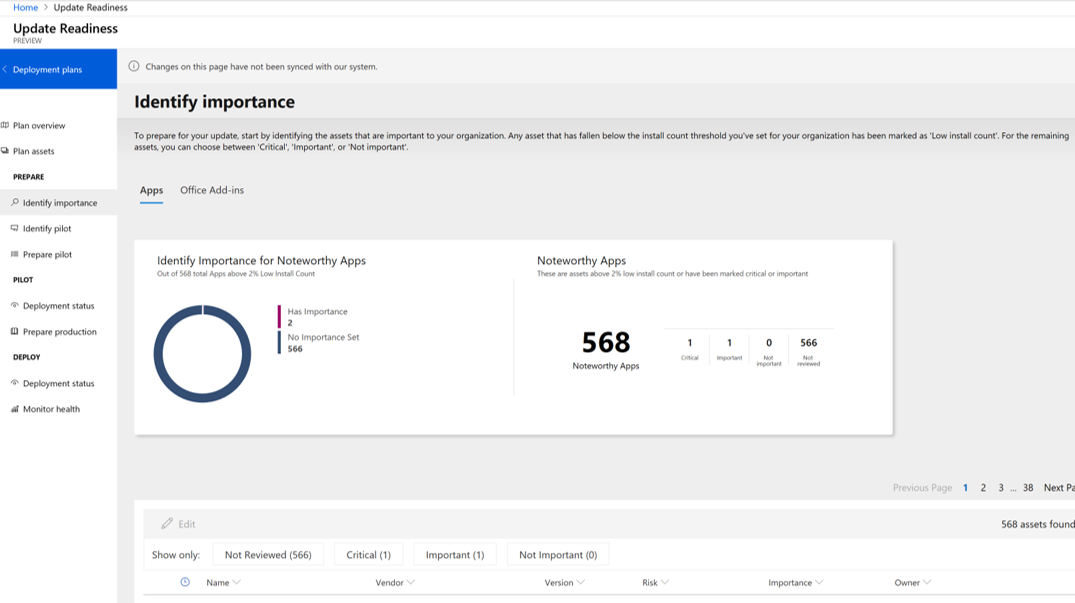 Home > Update Readiness
Update Readiness
PREVIEW
Deployment plans
Plan overview
Plan assets
PREPARE
Identify importance
Identify pilot
Prepare pilot
PILOT
Deployment status
Prepare production
DEPLOY
Deployment status
Monitor health
Changes on this page have not been synced with our system.
Identify importance
To prepare for your update, start by identifying the assets that are important to your organization. Any asset that has fallen below the install count threshold you've set for your organization has been marked as 'Low install count'. For the remaining
assets, you can choose between 'Critical', 'Important', or 'Not important'.
Apps Office Add-ins
Identify Importance for Noteworthy Apps
Out of 568 total Apps above 2% Low Install Count
Has Importance
2
No Importance Set
566
Noteworthy Apps
These are assets above 2% low install count or have been marked critical or important
568
Noteworthy Apps
1 1 0 566
Critical Important Not important Not reviewed
Previous Page 1 2 3 ... 38 Next Pa
Edit 568 assets found
Show only: Not Reviewed (566) Critical (1) Important (1) Not Important (0)
Name Vendor Version Risk Importance Owner